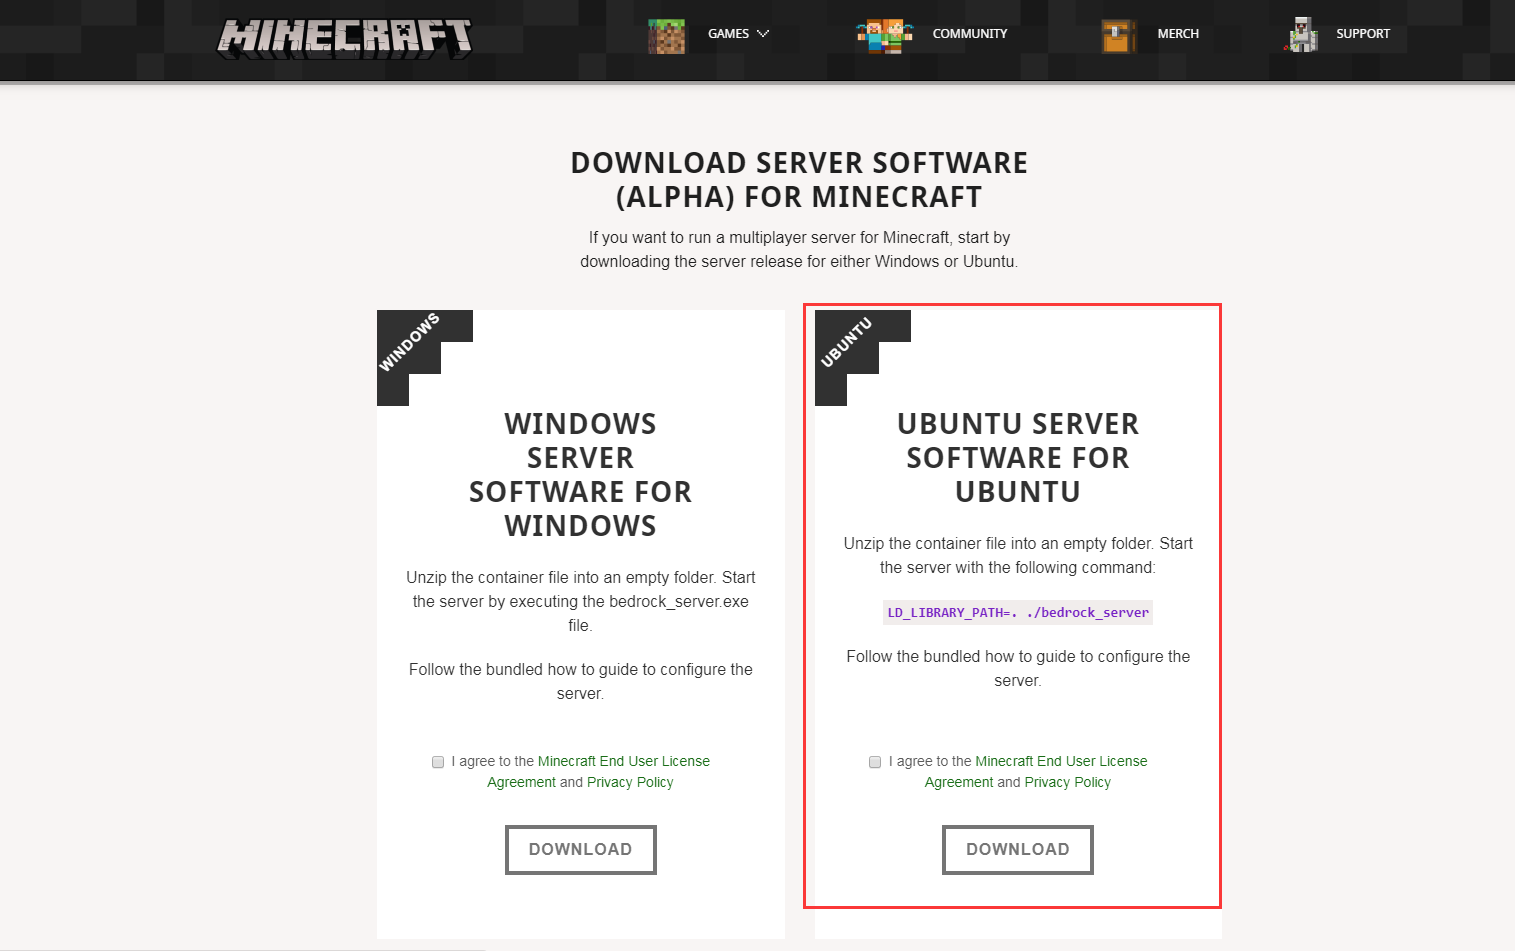 MINECRAFT
GAMES
COMMUNITY
MERCH
SUPPORT
DOWNLOAD SERVER SOFTWARE
(ALPHA) FOR MINECRAFT
If you want to run a multiplayer server for Minecraft, start by
downloading the server release for either Windows or Ubuntu.
WINDOWS
WINDOWS
SERVER
SOFTWARE FOR
WINDOWS
Unzip the container file into an empty folder. Start
the server by executing the bedrock_server.exe
file.
Follow the bundled how to guide to configure the
server.
I agree to the Minecraft End User License
Agreement and Privacy Policy
DOWNLOAD
UBUNTU
UBUNTU SERVER
SOFTWARE FOR
UBUNTU
Unzip the container file into an empty folder. Start
the server with the following command:
LD_LIBRARY_PATH=. ./bedrock_server
Follow the bundled how to guide to configure the
server.
I agree to the Minecraft End User License
Agreement and Privacy Policy
DOWNLOAD